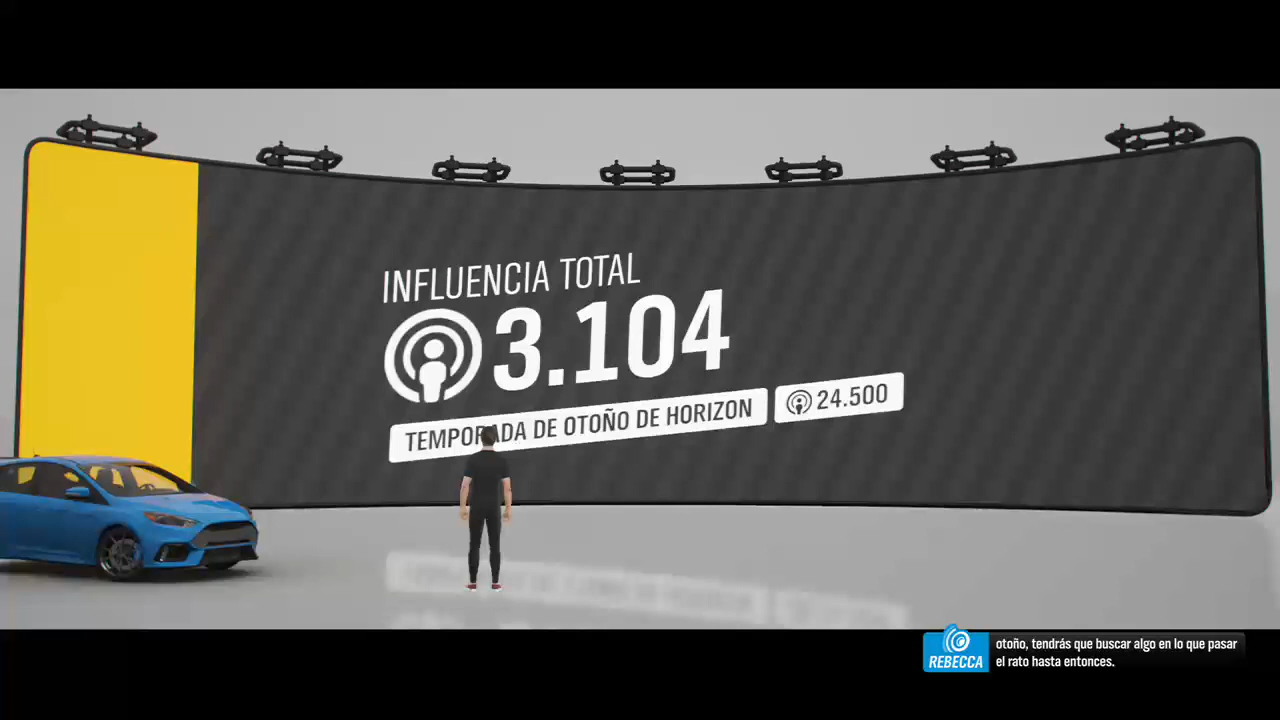 INFLUENCIA TOTAL
3.104
TEMPORADA DE OTOÑO DE HORIZON
24.500
REBECCA
otoño, tendrás que buscar algo en lo que pasar
el rato hasta entonces.